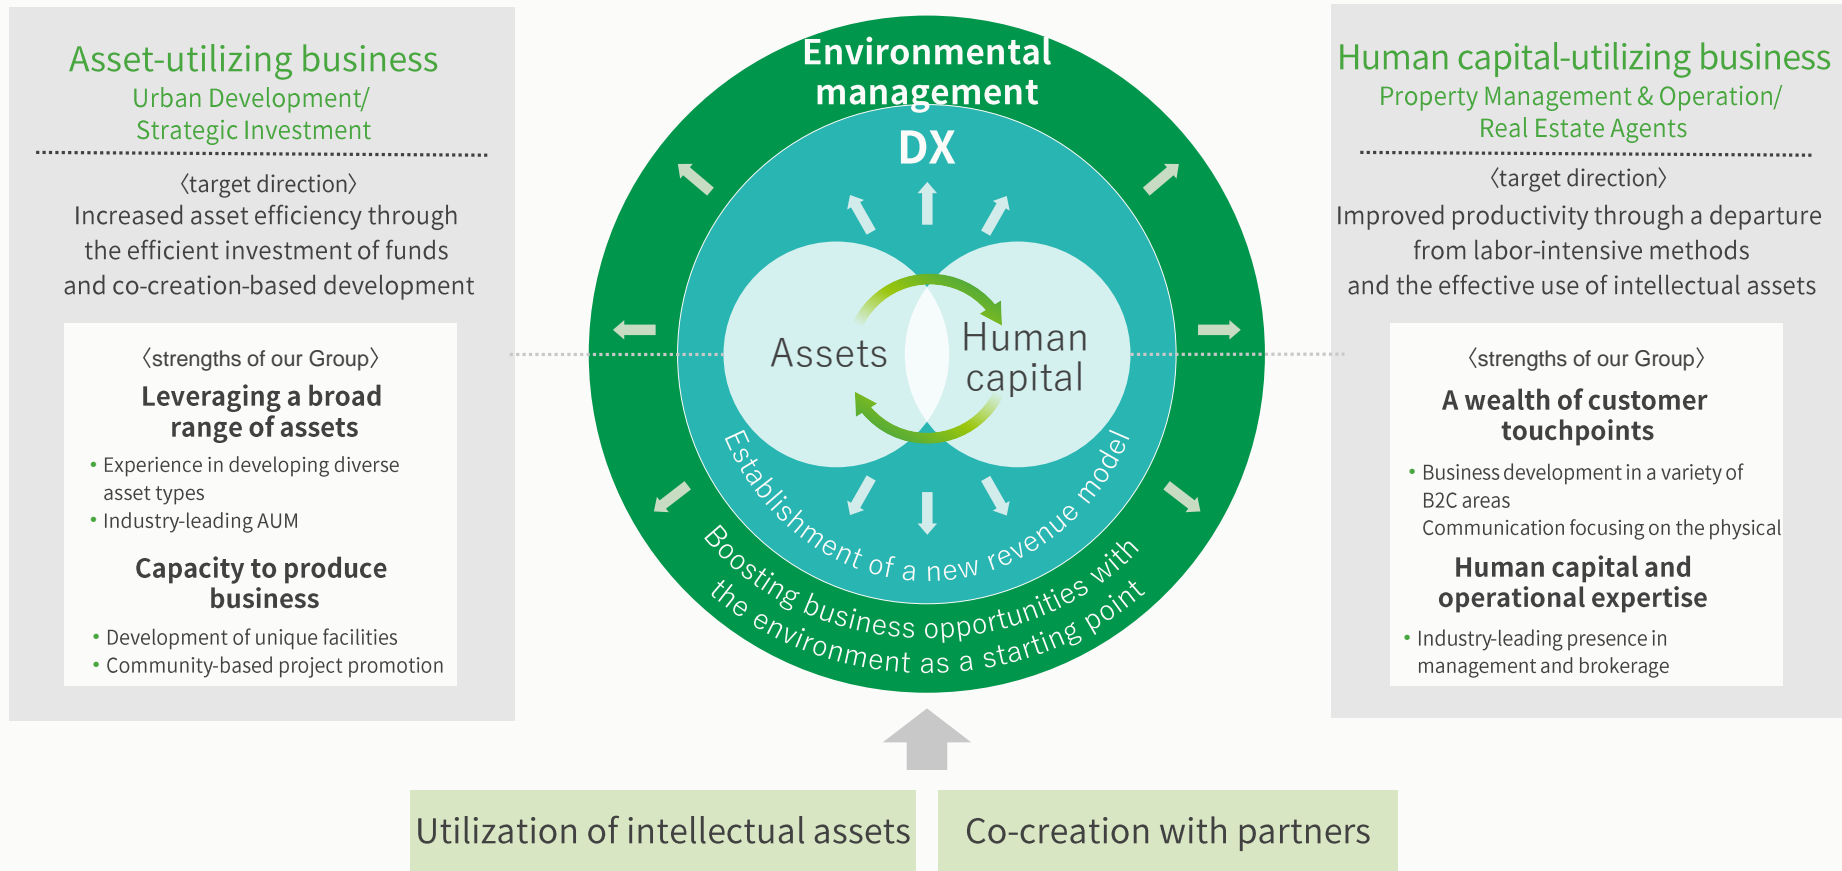 Asset-utilizing business
Urban Development/
Strategic Investment
〈target direction〉
Increased asset efficiency through
the efficient investment of funds
and co-creation-based development
〈strengths of our Group〉
Leveraging a broad
range of assets
• Experience in developing diverse
asset types
• Industry-leading AUM
Capacity to produce
business
• Development of unique facilities
• Community-based project promotion
Environmental
management
DX
Assets
Human
capital
Establishment of a new revenue model
Boosting business opportunities with
the environment as a starting point
Human capital-utilizing business
Property Management & Operation/
Real Estate Agents
〈target direction〉
Improved productivity through a departure
from labor-intensive methods
and the effective use of intellectual assets
〈strengths of our Group〉
A wealth of customer
touchpoints
• Business development in a variety of
B2C areas
Communication focusing on the physical
Human capital and
operational expertise
• Industry-leading presence in
management and brokerage
Utilization of intellectual assets
Co-creation with partners